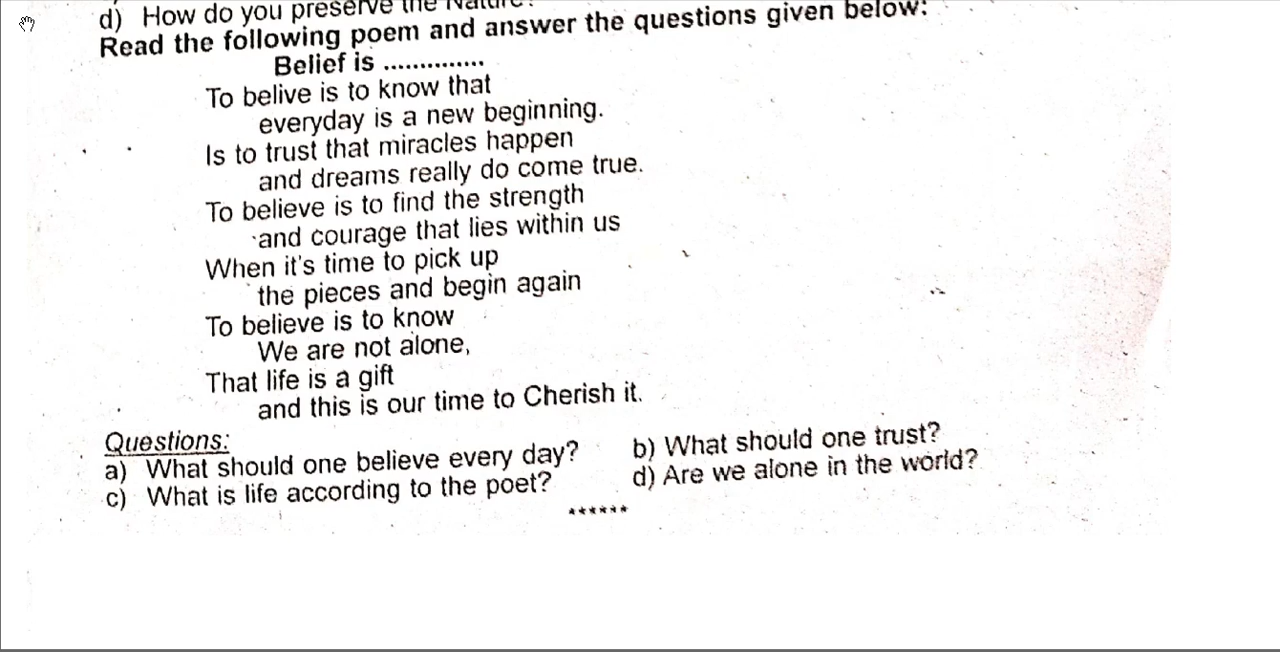 d) How do you preserve the Nature?
Read the following poem and answer the questions given below:
Belief is ..............
To belive is to know that
everyday is a new beginning.
Is to trust that miracles happen
and dreams really do come true.
To believe is to find the strength
and courage that lies within us
When it's time to pick up
the pieces and begin again
To believe is to know
We are not alone,
That life is a gift
and this is our time to Cherish it.
Questions:
a) What should one believe every day? b) What should one trust?
c) What is life according to the poet? d) Are we alone in the world?
******